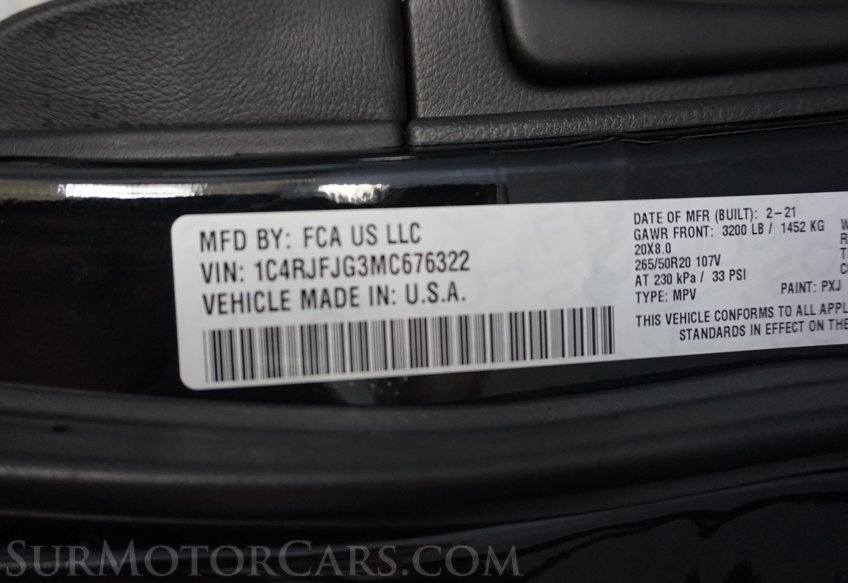 MFD BY: FCA US LLC
VIN: 1C4RJFJG3MC676322
VEHICLE MADE IN: U.S.A.
DATE OF MFR (BUILT): 2-21
GAWR FRONT: 3200 LB / 1452 KG
20X8.0
265/50R20 107V
AT 230 kPa / 33 PSI
TYPE: MPV PAINT: PXJ
THIS VEHICLE CONFORMS TO ALL APPL
STANDARDS IN EFFECT ON THE
SurMotorCars.com